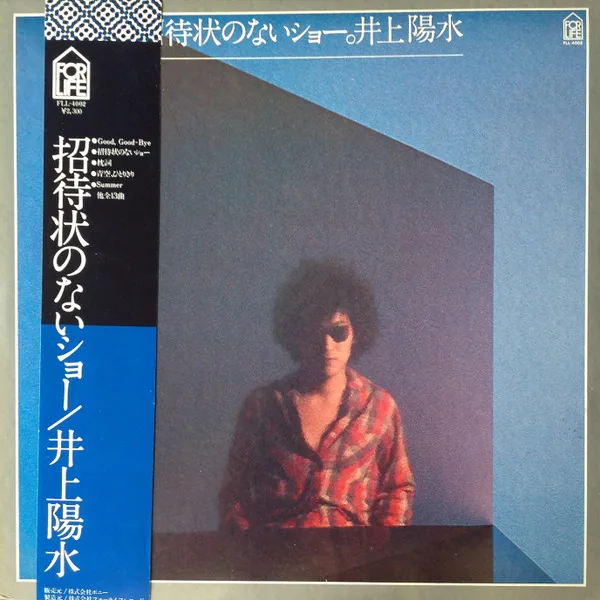 待状のないショー。井上陽水
FOR
LIFE
FLL-4002
FOR
LIFE
FLL-4002
¥2,300
●Good, Good-Bye
●招待状のないショー
●枕詞
●青空、ひとりきり
●Summer
他全13曲
招待状のないショー/井上陽水
販売元/株式会社ポニー